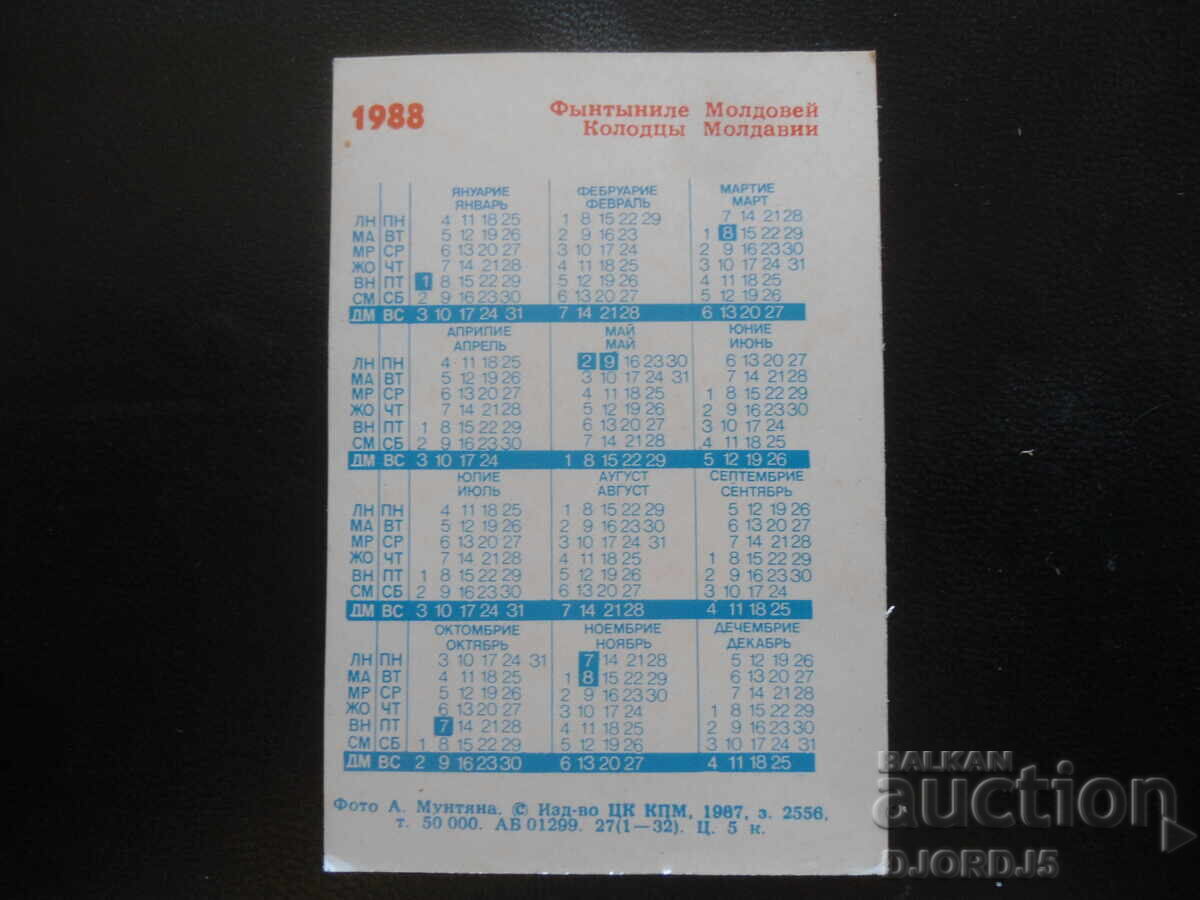 1988 Фынтыниле Молдовей
Колодцы Молдавии
ЯНУАРИЕ ФЕБРУАРИЕ МАРТИЕ
ЯНВАРЬ ФЕВРАЛЬ МАРТ
ЛН ПН 4 11 18 25 1 8 15 22 29 7 14 21 28
МА ВТ 5 12 19 26 2 9 16 23 1 8 15 22 29
МР СР 6 13 20 27 3 10 17 24 2 9 16 23 30
ЖО ЧТ 7 14 21 28 4 11 18 25 3 10 17 24 31
ВН ПТ 1 8 15 22 29 5 12 19 26 4 11 18 25
СМ СБ 2 9 16 23 30 6 13 20 27 5 12 19 26
ДМ ВС 3 10 17 24 31 7 14 21 28 6 13 20 27
АПРИЛИЕ МАЙ ЮНИЕ
АПРЕЛЬ МАЙ ИЮНЬ
ЛН ПН 4 11 18 25 2 9 16 23 30 6 13 20 27
МА ВТ 5 12 19 26 3 10 17 24 31 7 14 21 28
МР СР 6 13 20 27 4 11 18 25 1 8 15 22 29
ЖО ЧТ 7 14 21 28 5 12 19 26 2 9 16 23 30
ВН ПТ 1 8 15 22 29 6 13 20 27 3 10 17 24
СМ СБ 2 9 16 23 30 7 14 21 28 4 11 18 25
ДМ ВС 3 10 17 24 1 8 15 22 29 5 12 19 26
ЮЛИЕ АУГУСТ СЕПТЕМБРИЕ
ИЮЛЬ АВГУСТ СЕНТЯБРЬ
ЛН ПН 4 11 18 25 1 8 15 22 29 5 12 19 26
МА ВТ 5 12 19 26 2 9 16 23 30 6 13 20 27
МР СР 6 13 20 27 3 10 17 24 31 7 14 21 28
ЖО ЧТ 7 14 21 28 4 11 18 25 1 8 15 22 29
ВН ПТ 1 8 15 22 29 5 12 19 26 2 9 16 23 30
СМ СБ 2 9 16 23 30 6 13 20 27 3 10 17 24
ДМ ВС 3 10 17 24 31 7 14 21 28 4 11 18 25
ОКТОМБРИЕ НОЕМБРИЕ ДЕЧЕМБРИЕ
ОКТЯБРЬ НОЯБРЬ ДЕКАБРЬ
ЛН ПН 3 10 17 24 31 7 14 21 28 5 12 19 26
МА ВТ 4 11 18 25 1 8 15 22 29 6 13 20 27
МР СР 5 12 19 26 2 9 16 23 30 7 14 21 28
ЖО ЧТ 6 13 20 27 3 10 17 24 1 8 15 22 29
ВН ПТ 7 14 21 28 4 11 18 25 2 9 16 23 30
СМ СБ 1 8 15 22 29 5 12 19 26 3 10 17 24 31
ДМ ВС 2 9 16 23 30 6 13 20 27 4 11 18 25
Фото А. Мунтяна. © Изд-во ЦК КПМ, 1987, з. 2556,
т. 50 000. АБ 01299. 27(1—32). Ц. 5 к.
BALKAN
auction
DJORDJ5